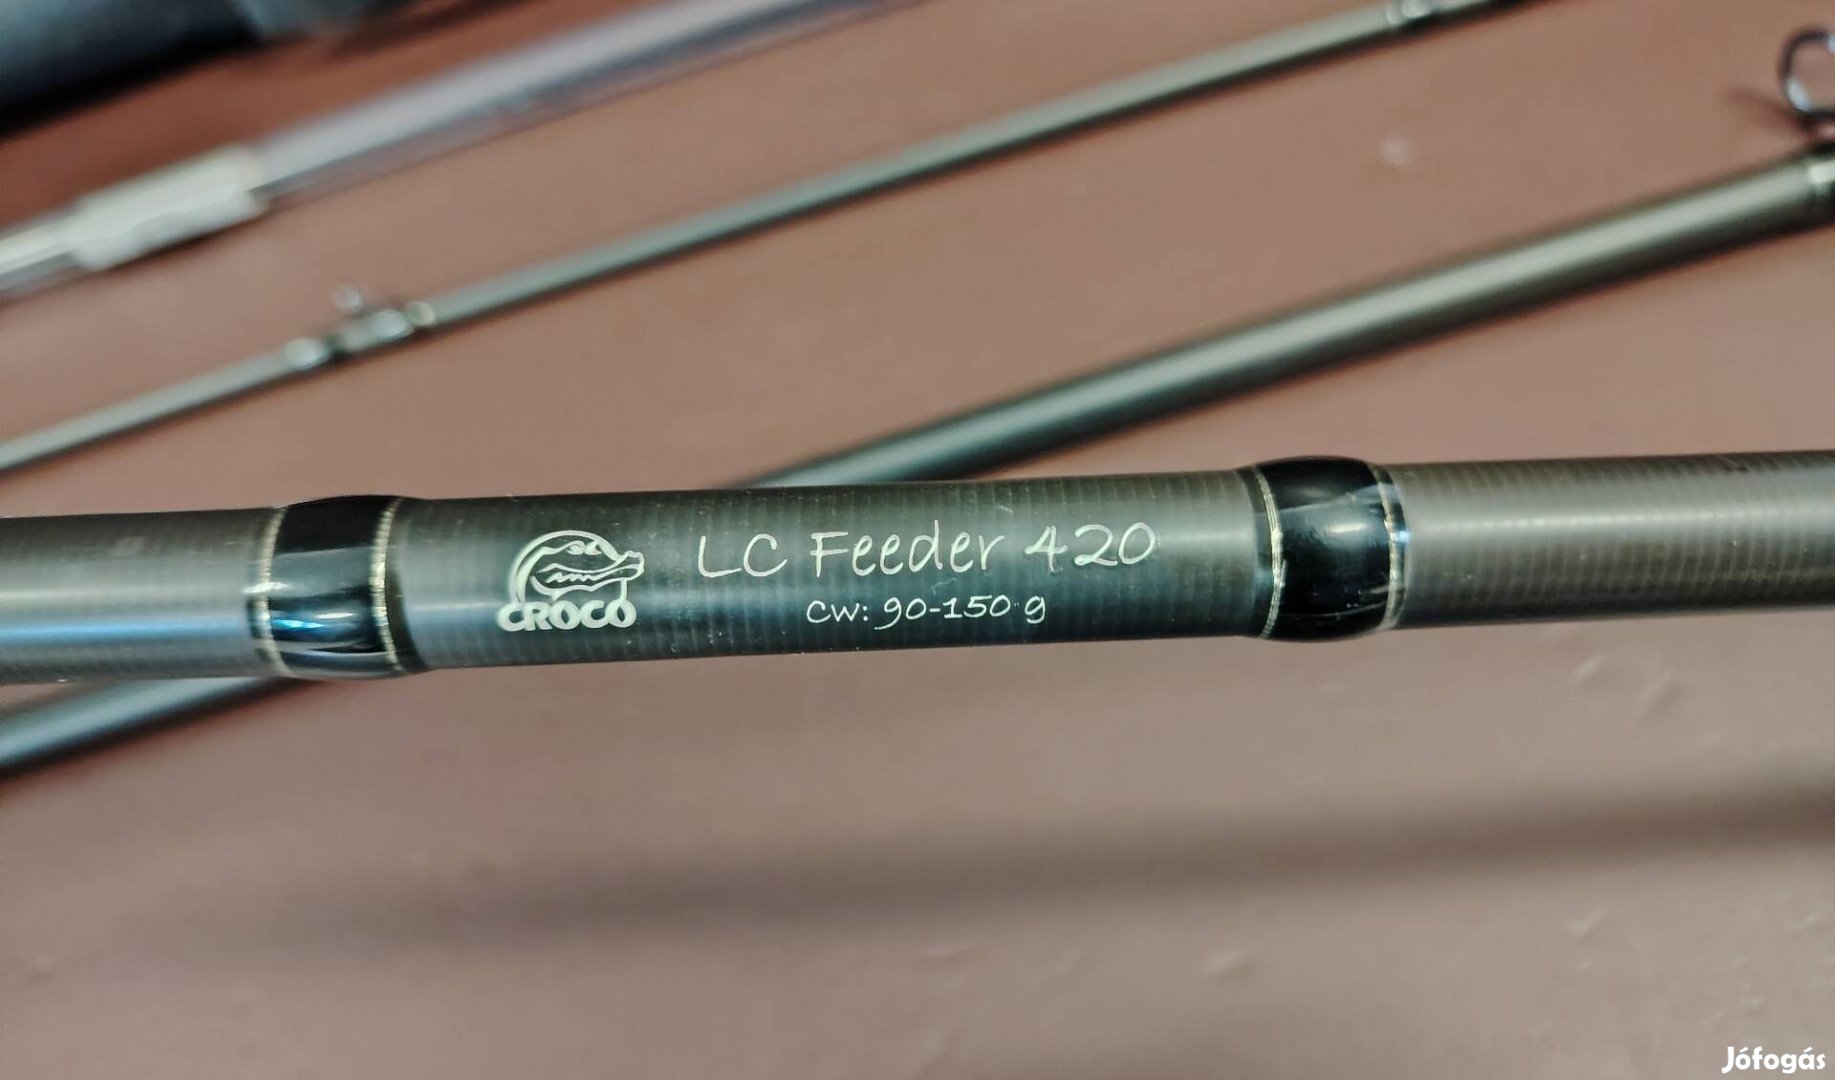 LC Feeder 420
CROCO
CW: 90-150 g
Jófogás